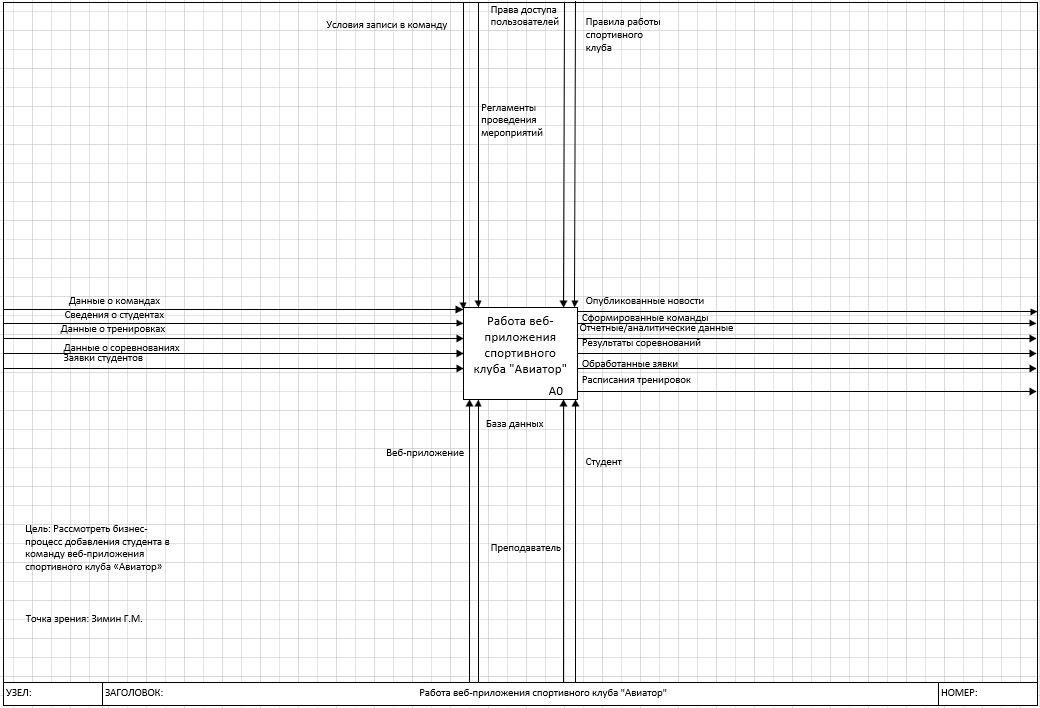 Условия записи в команду
Права доступа
пользователей
Правила работы
спортивного
клуба
Регламенты
проведения
мероприятий
Данные о командах
Сведения о студентах
Данные о тренировках
Данные о соревнованиях
Заявки студентов
Работа веб-
приложения
спортивного
клуба "Авиатор"
А0
Опубликованные новости
Сформированные команды
Отчетные/аналитические данные
Результаты соревнований
Обработанные зявки
Расписания тренировок
База данных
Веб-приложение
Студент
Преподаватель
Цель: Рассмотреть бизнес-
процесс добавления студента в
команду веб-приложения
спортивного клуба «Авиатор»
Точка зрения: Зимин Г.М.
УЗЕЛ:
ЗАГОЛОВОК:
Работа веб-приложения спортивного клуба "Авиатор"
НОМЕР: